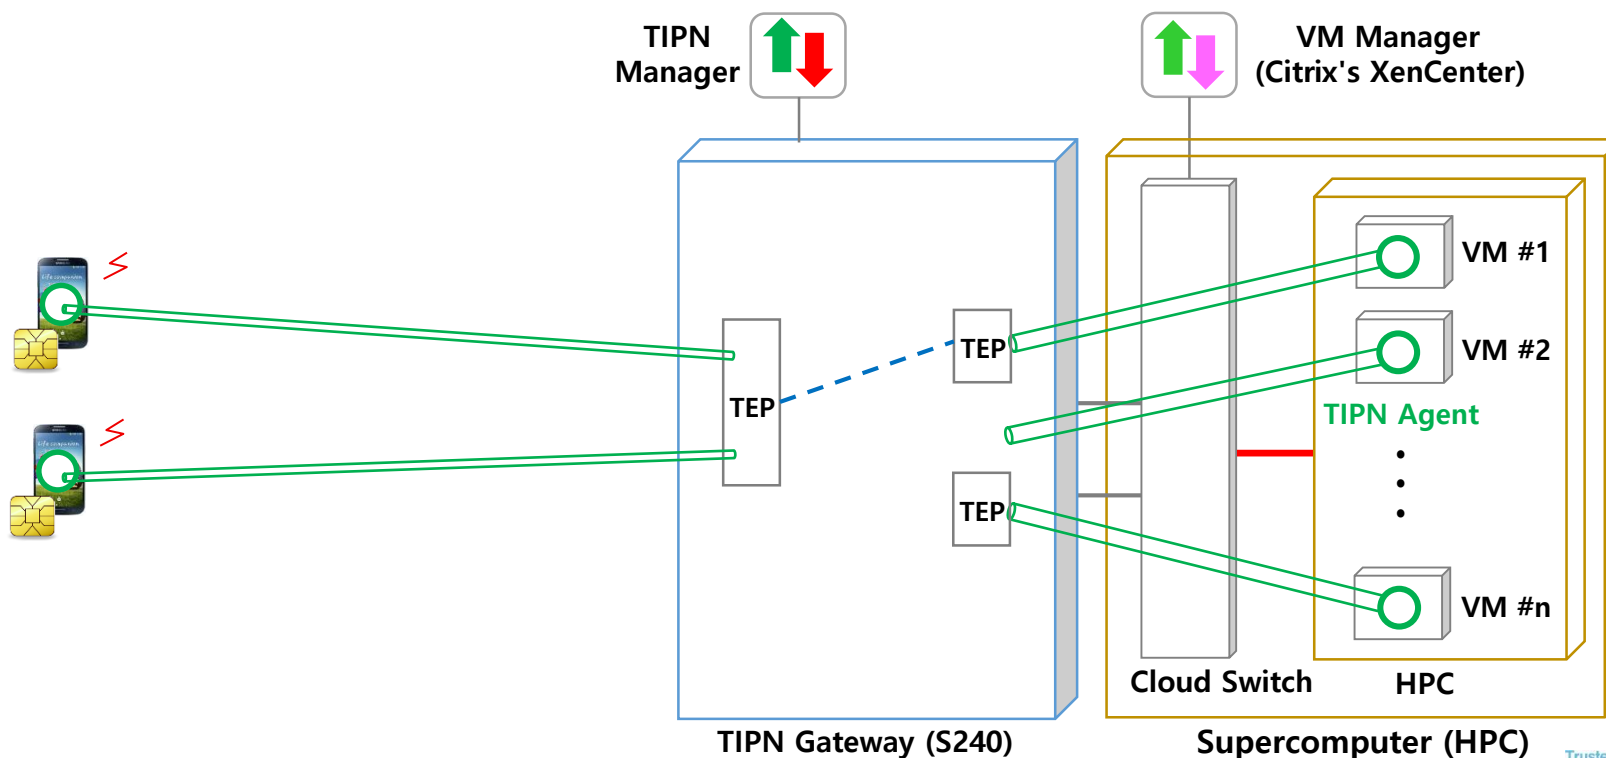 TIPN
Manager
VM Manager
(Citrix's XenCenter)
VM #1
TEP
VM #2
TEP
TIPN Agent
TEP
VM #n
Cloud Switch
HPC
TIPN Gateway (S240)
Supercomputer (HPC)